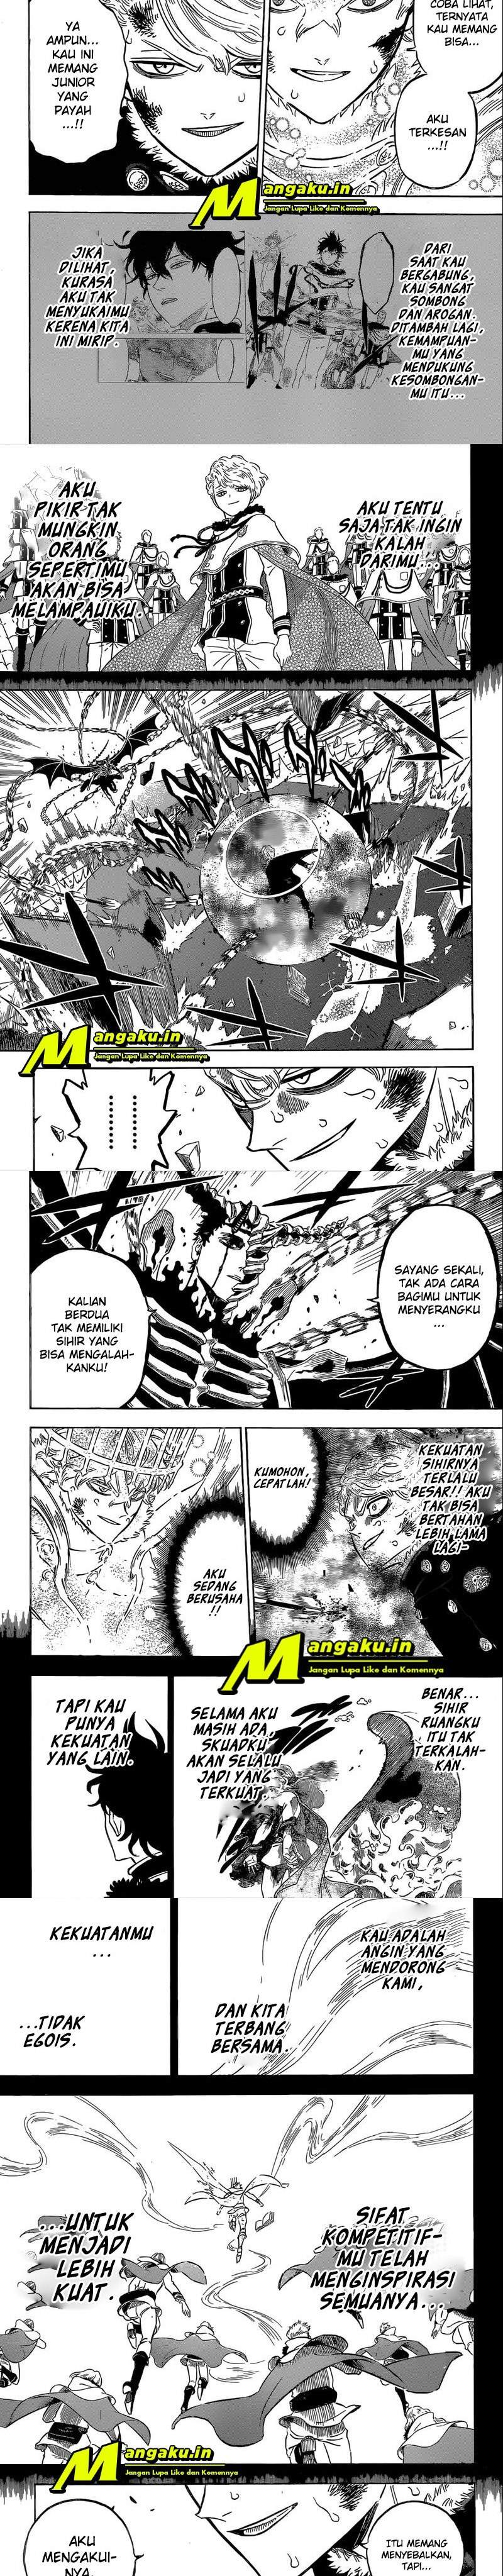 COBA LIHAT,
TERNYATA
KAU MEMANG
BISA...
AKU
TERKESAN
...!!
YA
AMPUN...
KAU INI
MEMANG
JUNIOR
YANG
PAYAH
...!!
Mangaku.in
Jangan Lupa Like dan Komennya
DARI
SAAT KAU
BERGABUNG,
KAU SANGAT
SOMBONG
DAN AROGAN.
DITAMBAH LAGI,
KEMAMPUAN-
MU YANG
MENDUKUNG
KESOMBONGAN-
MU ITU...
JIKA
DILIHAT,
KURASA
AKU TAK
MENYUKAIMU
KERENA KITA
INI MIRIP.
AKU TENTU
SAJA TAK INGIN
KALAH
DARIMU...
AKU
PIKIR TAK
MUNGKIN
ORANG
SEPERTIMU
AKAN BISA
MELAMPAUIKU.
Mangaku.in
Jangan Lupa Like dan Komennya
SAYANG SEKALI,
TAK ADA CARA
BAGIMU UNTUK
MENYERANGKU
...
KALIAN
BERDUA
TAK MEMILIKI
SIHIR YANG
BISA MENGALAH-
KANKU!
KEKUATAN
SIHIRNYA
TERLALU
BESAR!! AKU
TAK BISA
BERTAHAN
LEBIH LAMA
LAGI-
KUMOHON,
CEPATLAH!
AKU
SEDANG
BERUSAHA
!!
Mangaku.in
Jangan Lupa Like dan Komennya
BENAR...
SIHIR
RUANGKU
ITU TAK
TERKALAH-
KAN.
SELAMA AKU
MASIH ADA,
SKUADKU
AKAN SELALU
JADI YANG
TERKUAT.
TAPI KAU
PUNYA
KEKUATAN
YANG LAIN.
KAU ADALAH
ANGIN YANG
MENDORONG
KAMI,
DAN KITA
TERBANG
BERSAMA.
KEKUATANMU
...
...TIDAK
EGOIS.
SIFAT
KOMPETITIF-
MU TELAH
MENGINSPIRASI
SEMUANYA...
...UNTUK
MENJADI
LEBIH
KUAT.
Mangaku.in
Jangan Lupa Like dan Komennya
ITU MEMANG
MENYEBALKAN,
TAPI...
AKU
MENGAKUI-
NYA.